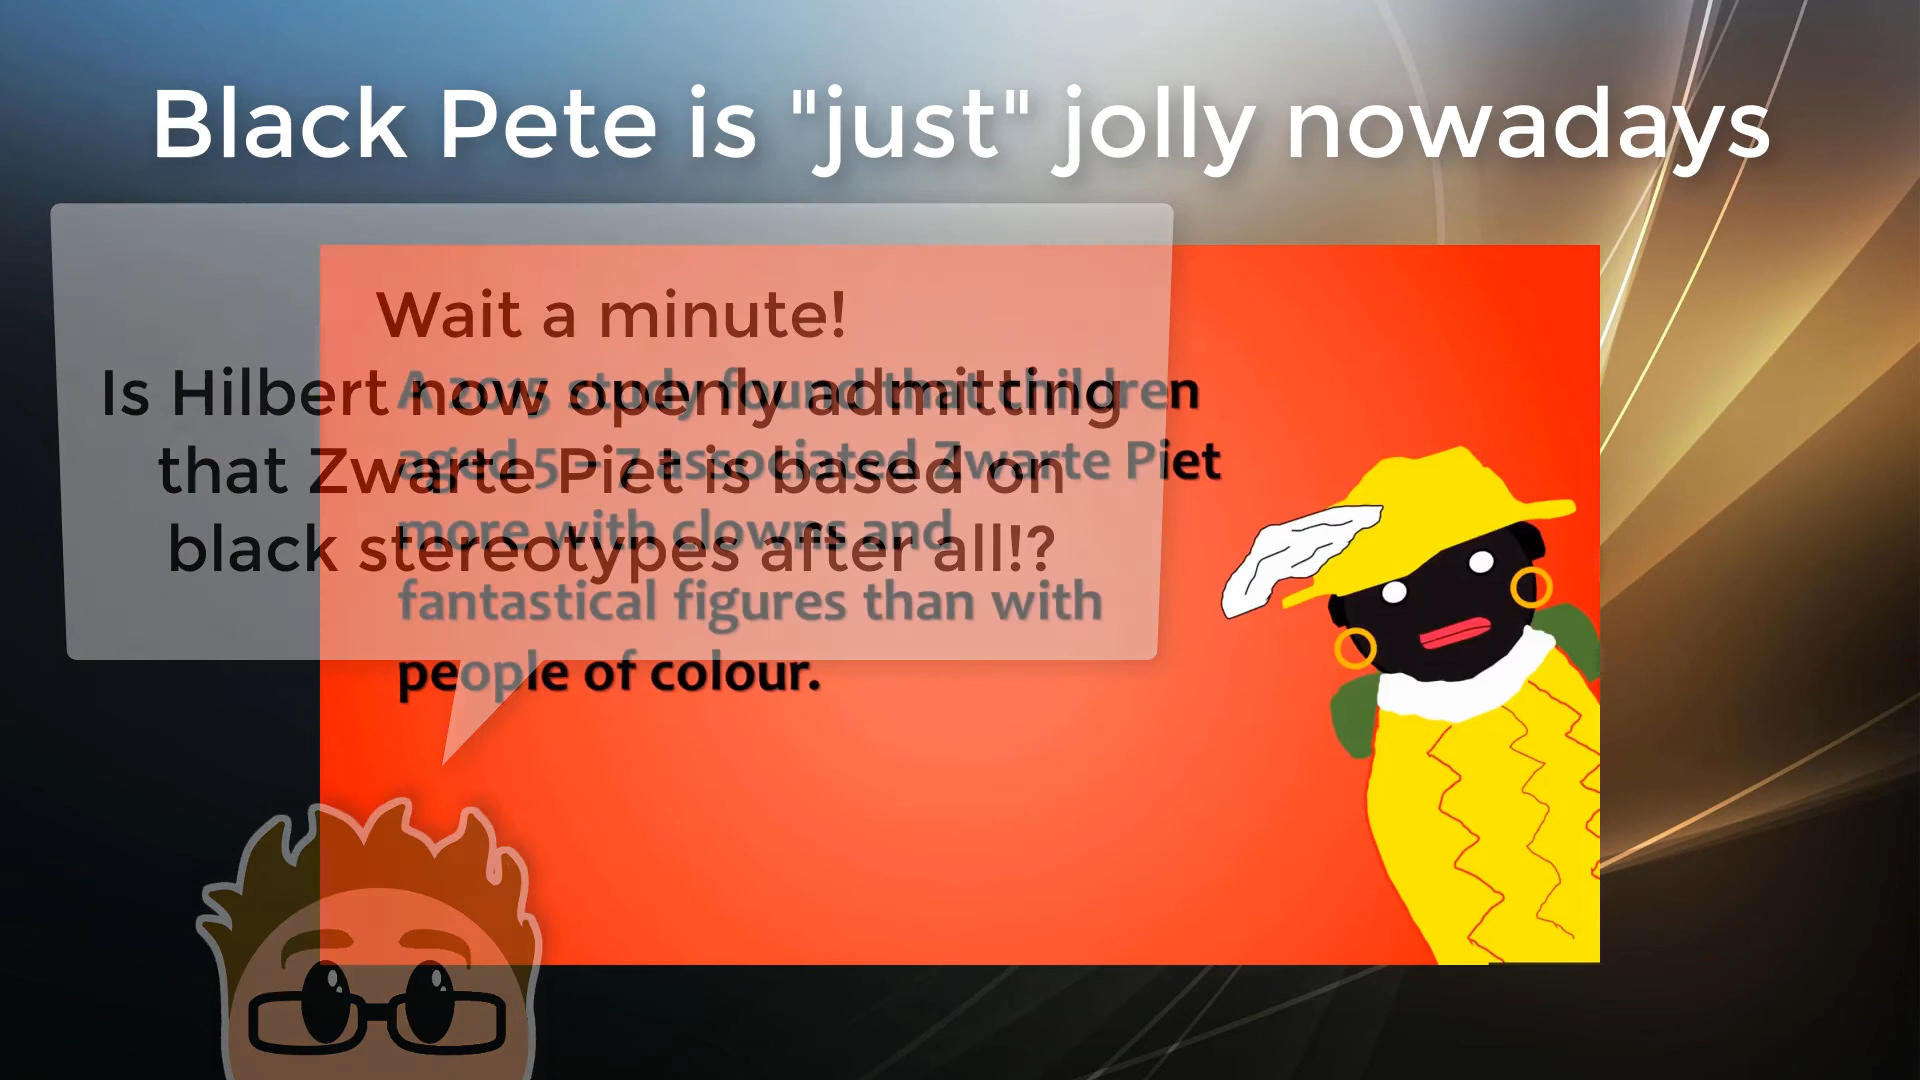 Black Pete is "just" jolly nowadays
Wait a minute!
Is Hilbert now openly admitting
that Zwarte Piet is based on
black stereotypes after all!?
A 2015 study found that children
aged 5 – 7 associated Zwarte Piet
more with clowns and
fantastical figures than with
people of colour.